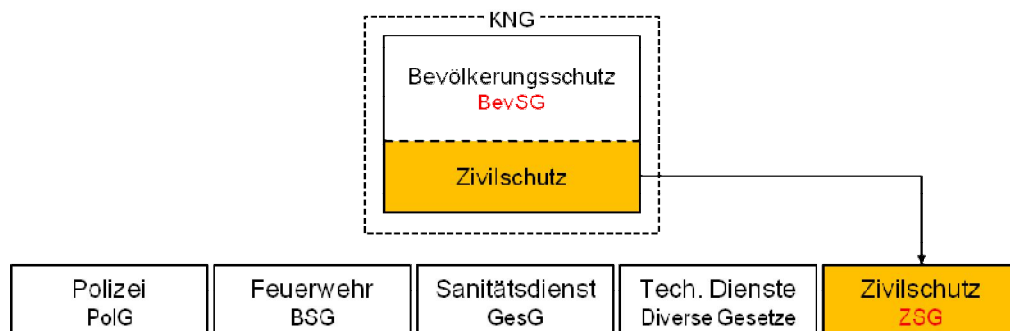 KNG
Bevölkerungsschutz
BevSG
Zivilschutz
Polizei
PolG
Feuerwehr
BSG
Sanitätsdienst
GesG
Tech. Dienste
Diverse Gesetze
Zivilschutz
ZSG